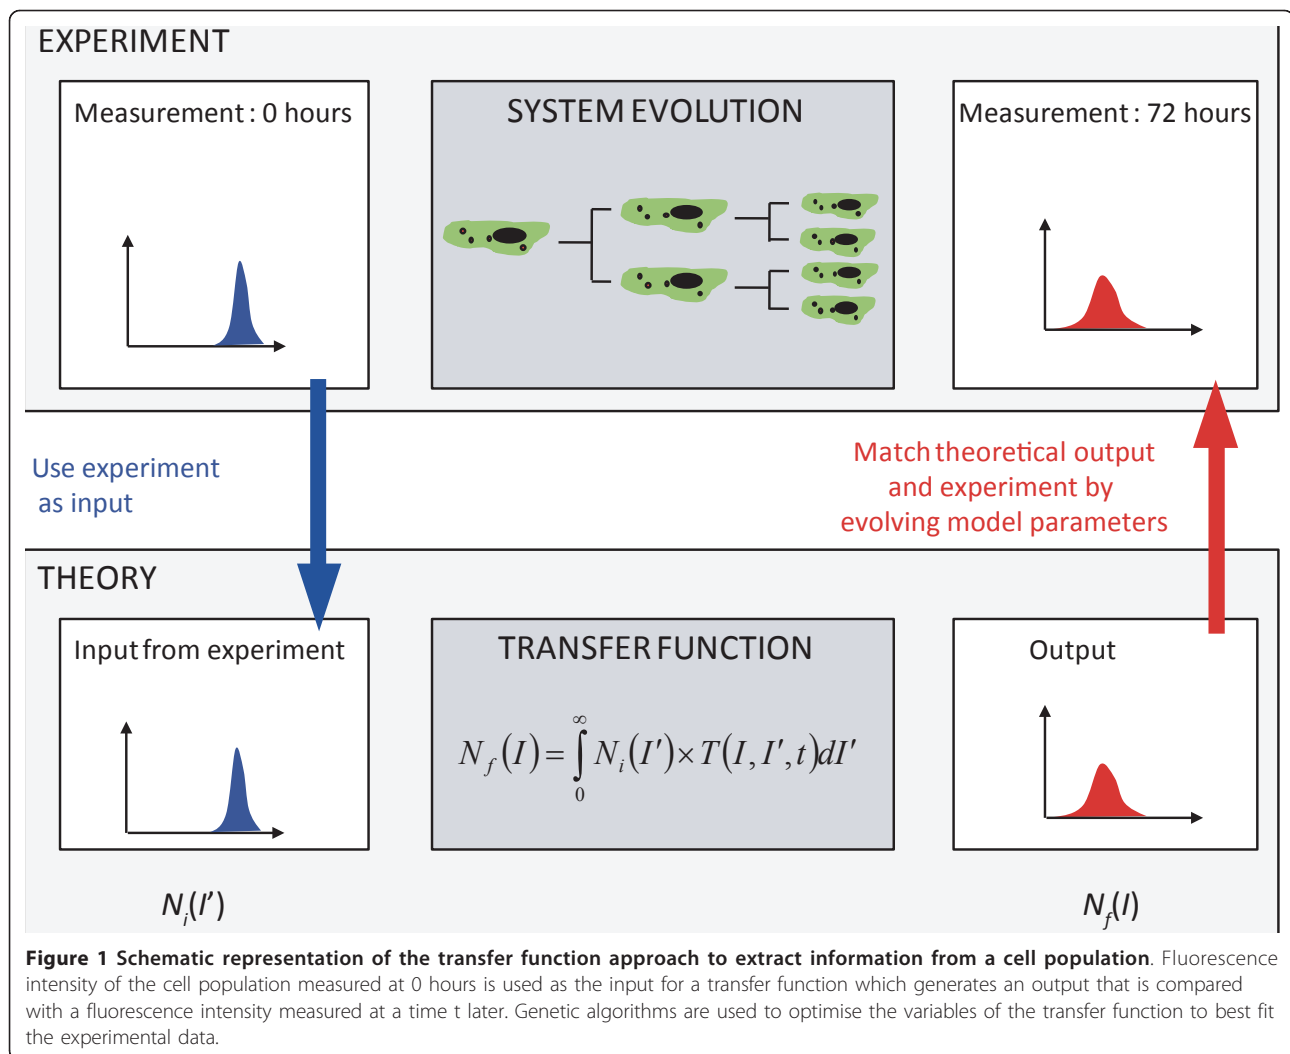 EXPERIMENT
Measurement : 0 hours
SYSTEM EVOLUTION
Measurement : 72 hours
Use experiment
as input
Match theoretical output
and experiment by
evolving model parameters
THEORY
Input from experiment
TRANSFER FUNCTION
Output
N_f(I) = ∫_0^∞ N_i(I′) × T(I, I′, t)dI′
N_i(I’)
N_f(I)
Figure 1 Schematic representation of the transfer function approach to extract information from a cell population. Fluorescence
intensity of the cell population measured at 0 hours is used as the input for a transfer function which generates an output that is compared
with a fluorescence intensity measured at a time t later. Genetic algorithms are used to optimise the variables of the transfer function to best fit
the experimental data.